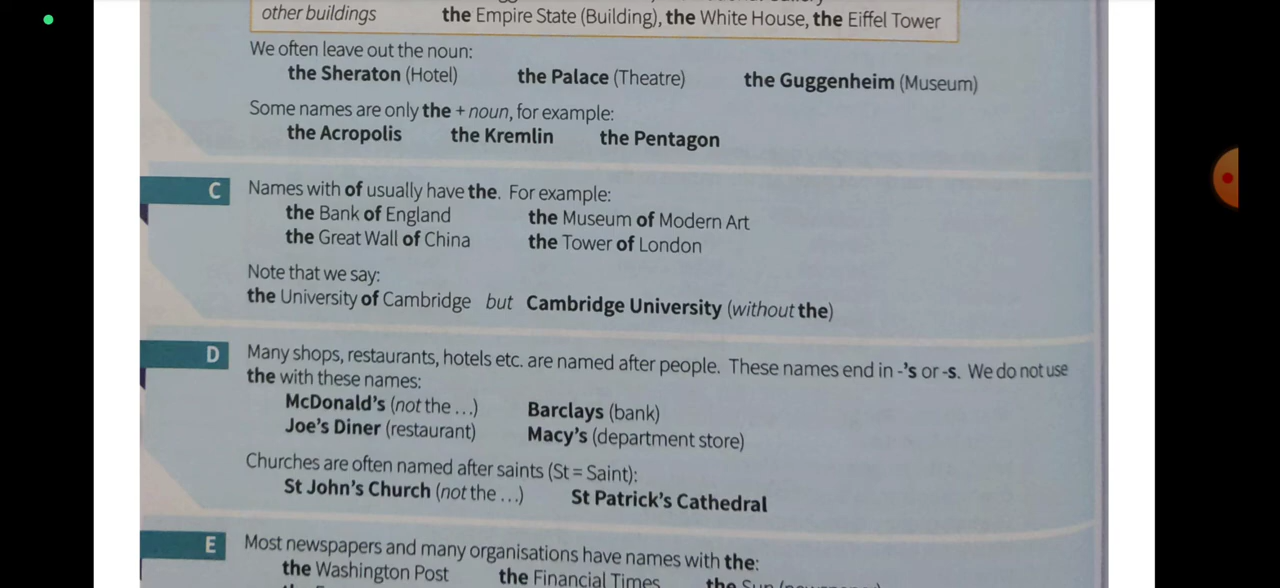 other buildings the Empire State (Building), the White House, the Eiffel Tower
We often leave out the noun:
the Sheraton (Hotel) the Palace (Theatre) the Guggenheim (Museum)
Some names are only the + noun, for example:
the Acropolis the Kremlin the Pentagon
C Names with of usually have the. For example:
the Bank of England the Museum of Modern Art
the Great Wall of China the Tower of London
Note that we say:
the University of Cambridge but Cambridge University (without the)
D Many shops, restaurants, hotels etc. are named after people. These names end in -'s or -s. We do not use
the with these names:
McDonald's (not the ...) Barclays (bank)
Joe's Diner (restaurant) Macy's (department store)
Churches are often named after saints (St = Saint):
St John's Church (not the ...) St Patrick's Cathedral
E Most newspapers and many organisations have names with the:
the Washington Post the Financial Times the Sun